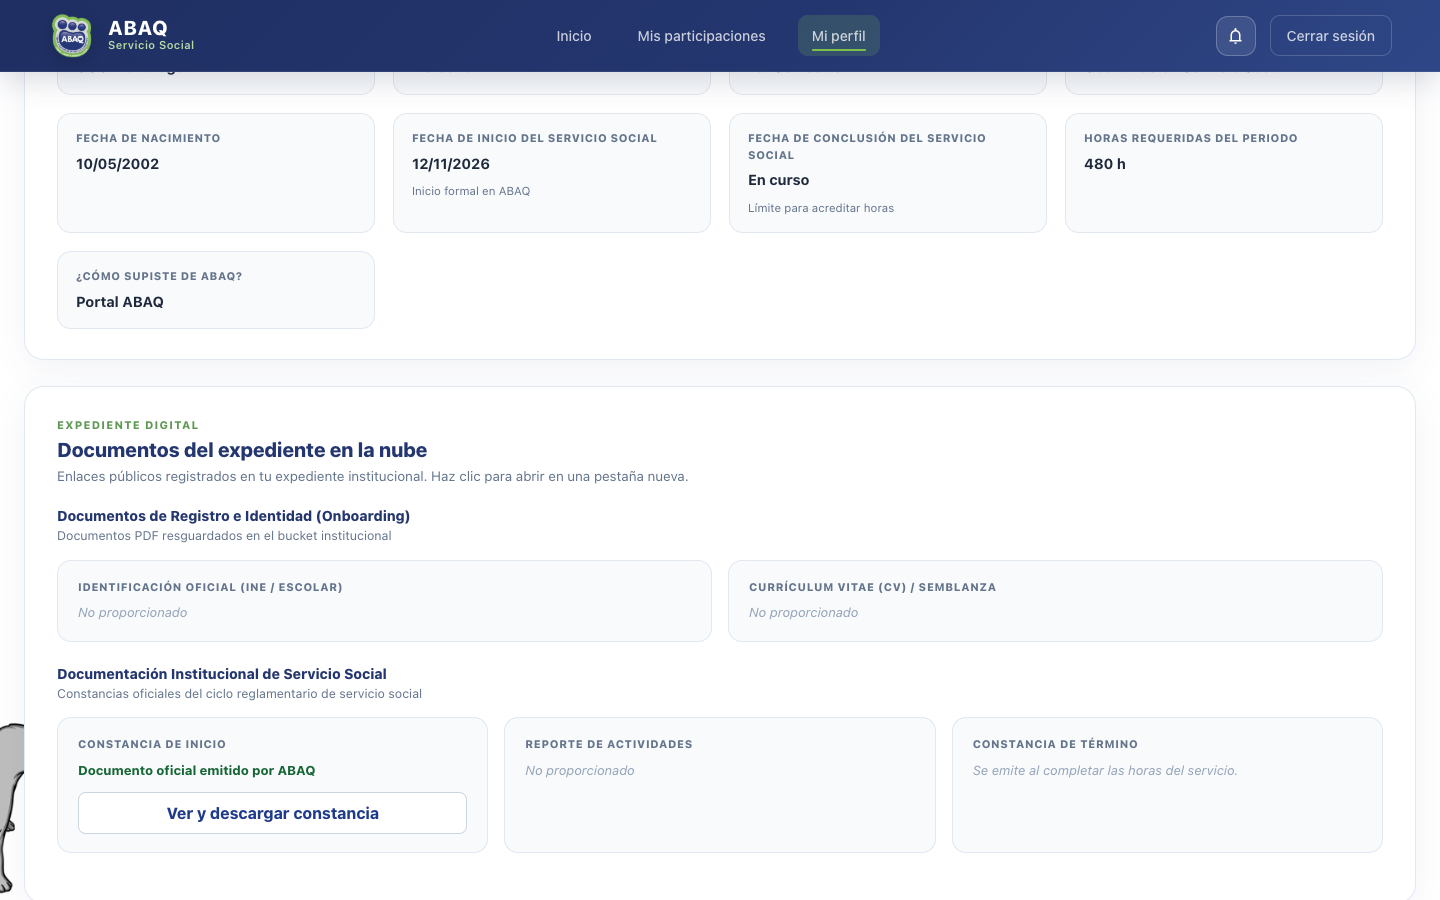 ABAQ
Servicio Social
Inicio
Mis participaciones
Mi perfil
Cerrar sesión
FECHA DE NACIMIENTO
10/05/2002
FECHA DE INICIO DEL SERVICIO SOCIAL
12/11/2026
Inicio formal en ABAQ
FECHA DE CONCLUSIÓN DEL SERVICIO
SOCIAL
En curso
Límite para acreditar horas
HORAS REQUERIDAS DEL PERIODO
480 h
¿CÓMO SUPISTE DE ABAQ?
Portal ABAQ
EXPEDIENTE DIGITAL
Documentos del expediente en la nube
Enlaces públicos registrados en tu expediente institucional. Haz clic para abrir en una pestaña nueva.
Documentos de Registro e Identidad (Onboarding)
Documentos PDF resguardados en el bucket institucional
IDENTIFICACIÓN OFICIAL (INE / ESCOLAR)
No proporcionado
CURRÍCULUM VITAE (CV) / SEMBLANZA
No proporcionado
Documentación Institucional de Servicio Social
Constancias oficiales del ciclo reglamentario de servicio social
CONSTANCIA DE INICIO
Documento oficial emitido por ABAQ
Ver y descargar constancia
REPORTE DE ACTIVIDADES
No proporcionado
CONSTANCIA DE TÉRMINO
Se emite al completar las horas del servicio.